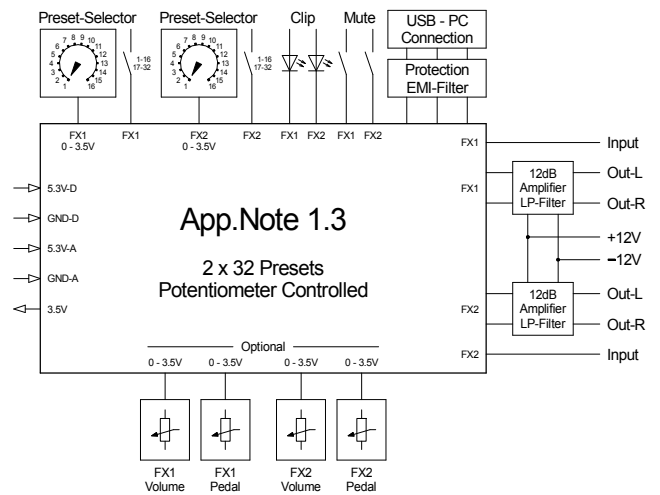 Preset-Selector Preset-Selector Clip Mute
USB - PC
Connection
Protection
EMI-Filter
1 2 3 4 5 6 7 8 9 10 11 12 13 14 15 16
1-16
17-32
1 2 3 4 5 6 7 8 9 10 11 12 13 14 15 16
1-16
17-32
FX1 FX1 FX2 FX2 FX1 FX2 FX1 FX2
0 - 3.5V 0 - 3.5V
FX1 Input
FX1
12dB
Amplifier
LP-Filter
Out-L
Out-R
+12V
−12V
FX2
12dB
Amplifier
LP-Filter
Out-L
Out-R
FX2 Input
5.3V-D
GND-D
5.3V-A
GND-A
3.5V
App.Note 1.3
2 x 32 Presets
Potentiometer Controlled
Optional
0 - 3.5V 0 - 3.5V 0 - 3.5V 0 - 3.5V
FX1 FX1 FX2 FX2
Volume Pedal Volume Pedal